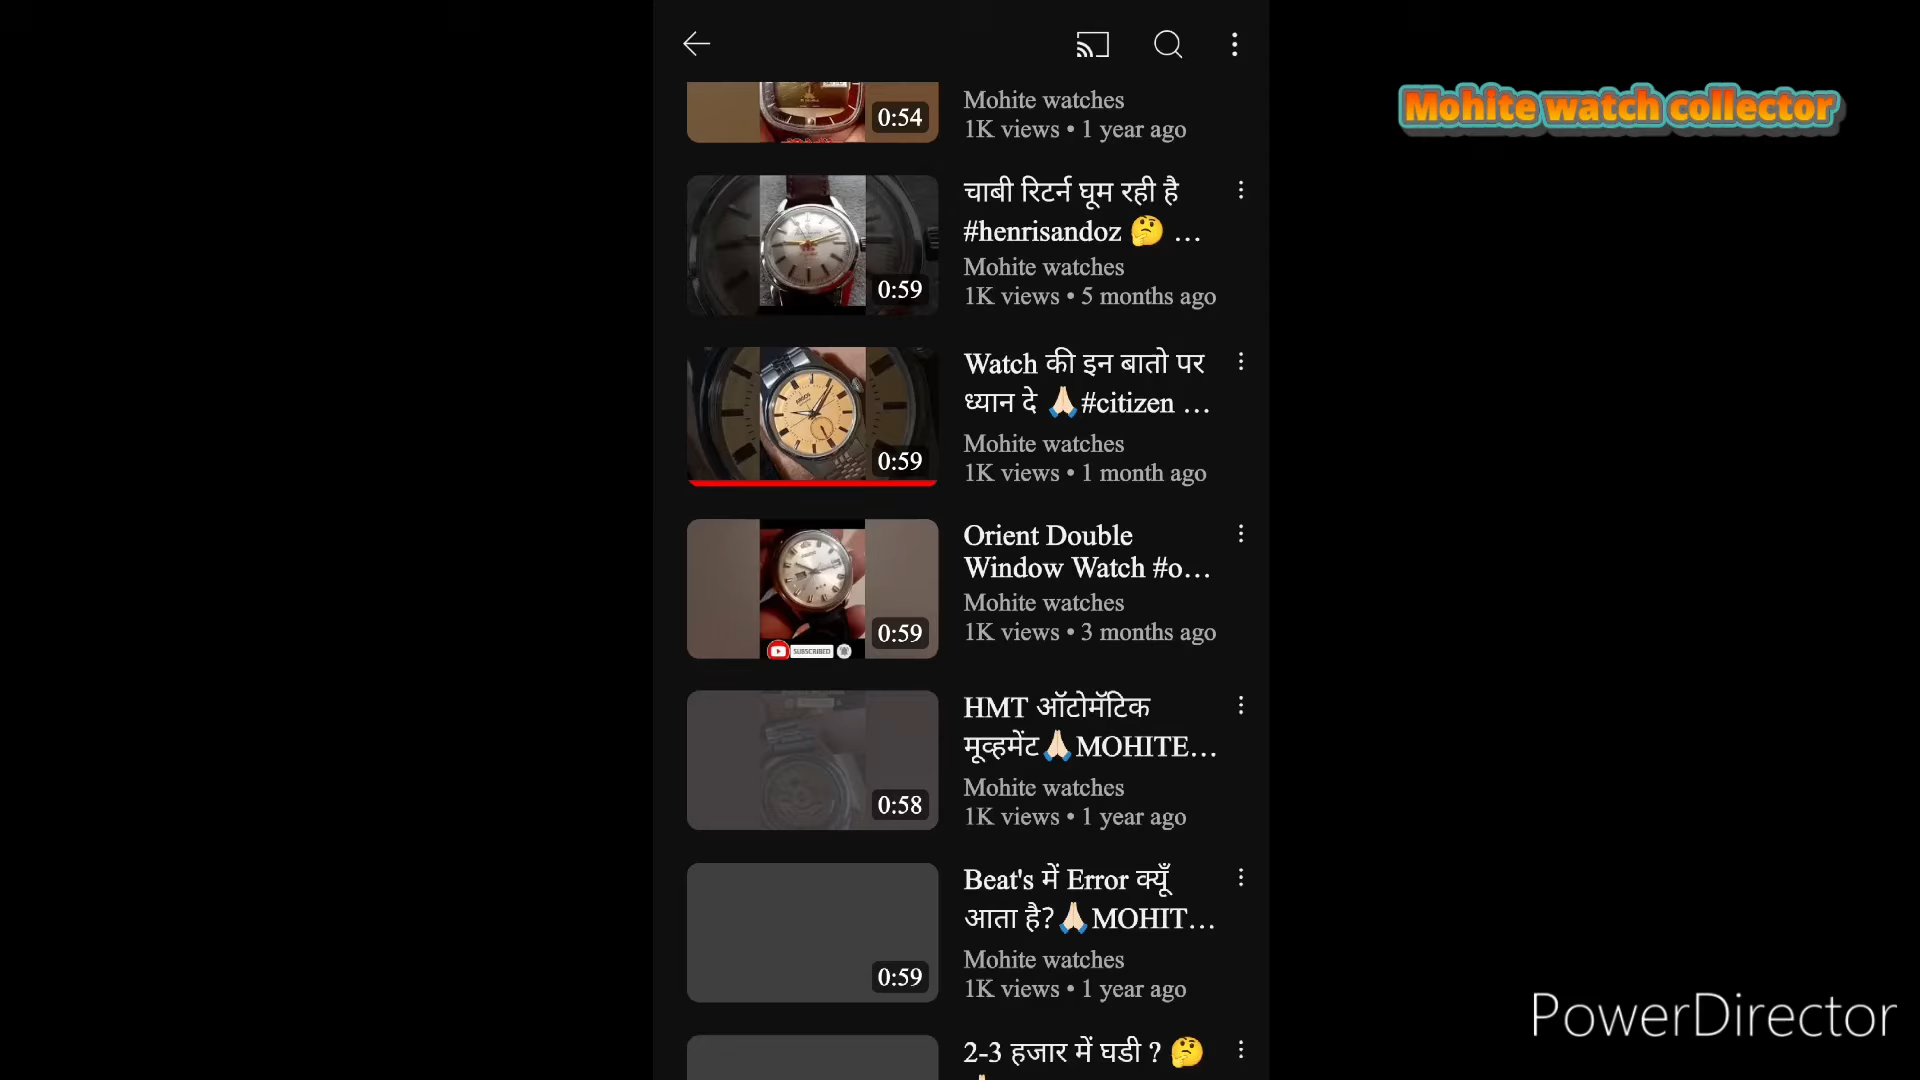 Mohite watch collector
0:54
Mohite watches
1K views • 1 year ago
चाबी रिटर्न घूम रही है
#henrisandoz 🤔 ...
0:59
Mohite watches
1K views • 5 months ago
Watch की इन बातो पर
ध्यान दे 🙏🏻#citizen ...
0:59
Mohite watches
1K views • 1 month ago
Orient Double
Window Watch #o...
0:59
SUBSCRIBED
Mohite watches
1K views • 3 months ago
HMT ऑटोमॅटिक
मूव्हमेंट🙏🏻MOHITE...
0:58
Mohite watches
1K views • 1 year ago
Beat's में Error क्यूँ
आता है?🙏🏻MOHIT...
0:59
Mohite watches
1K views • 1 year ago
2-3 हजार में घडी ? 🤔
PowerDirector